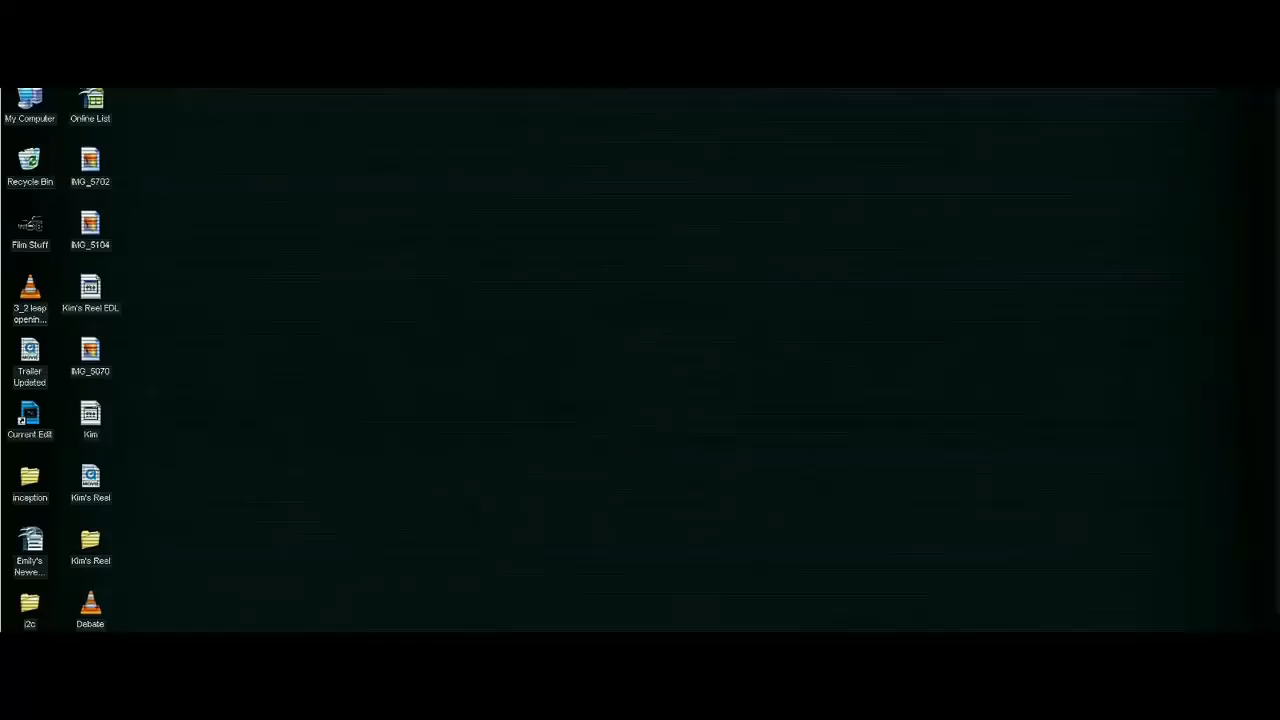 My Computer
Online List
Recycle Bin
IMG_5702
Film Stuff
IMG_5104
3_2 leap
openin...
Kim's Reel EDL
Trailer
Updated
IMG_5070
Current Edit
Kim
inception
Kim's Reel
Emily's
Newe...
Kim's Reel
i2c
Debate